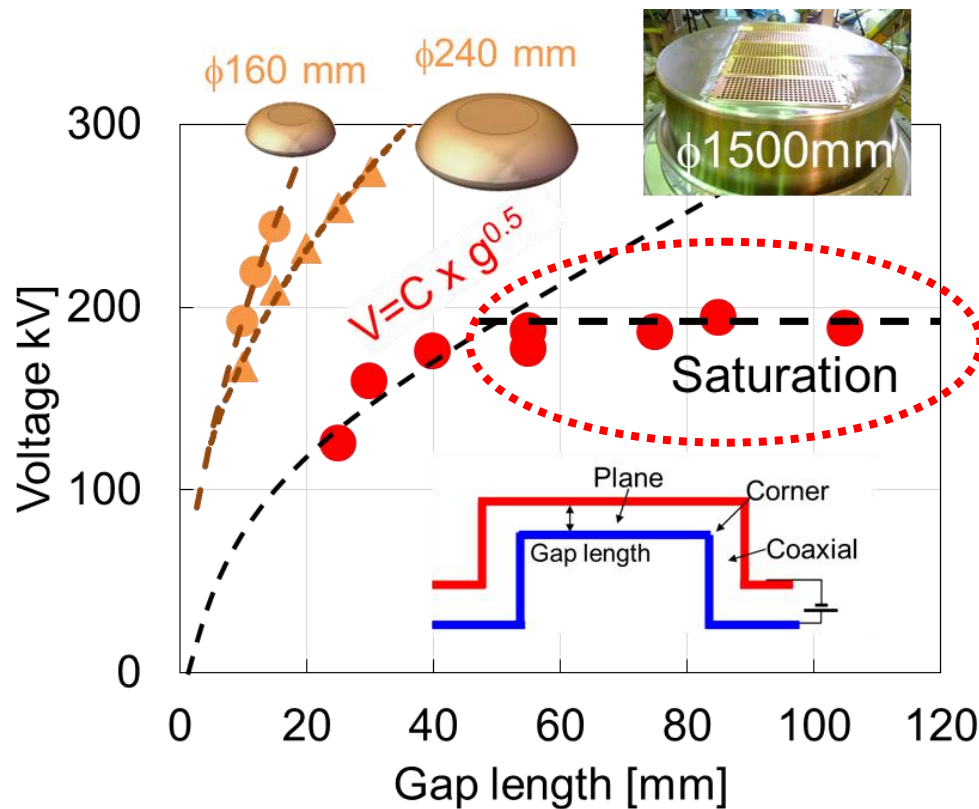 ϕ160 mm
ϕ240 mm
ϕ1500mm
V=C x g^0.5
Saturation
Plane
Corner
Gap length
Coaxial
Voltage kV
300
200
100
0
0 20 40 60 80 100 120
Gap length [mm]